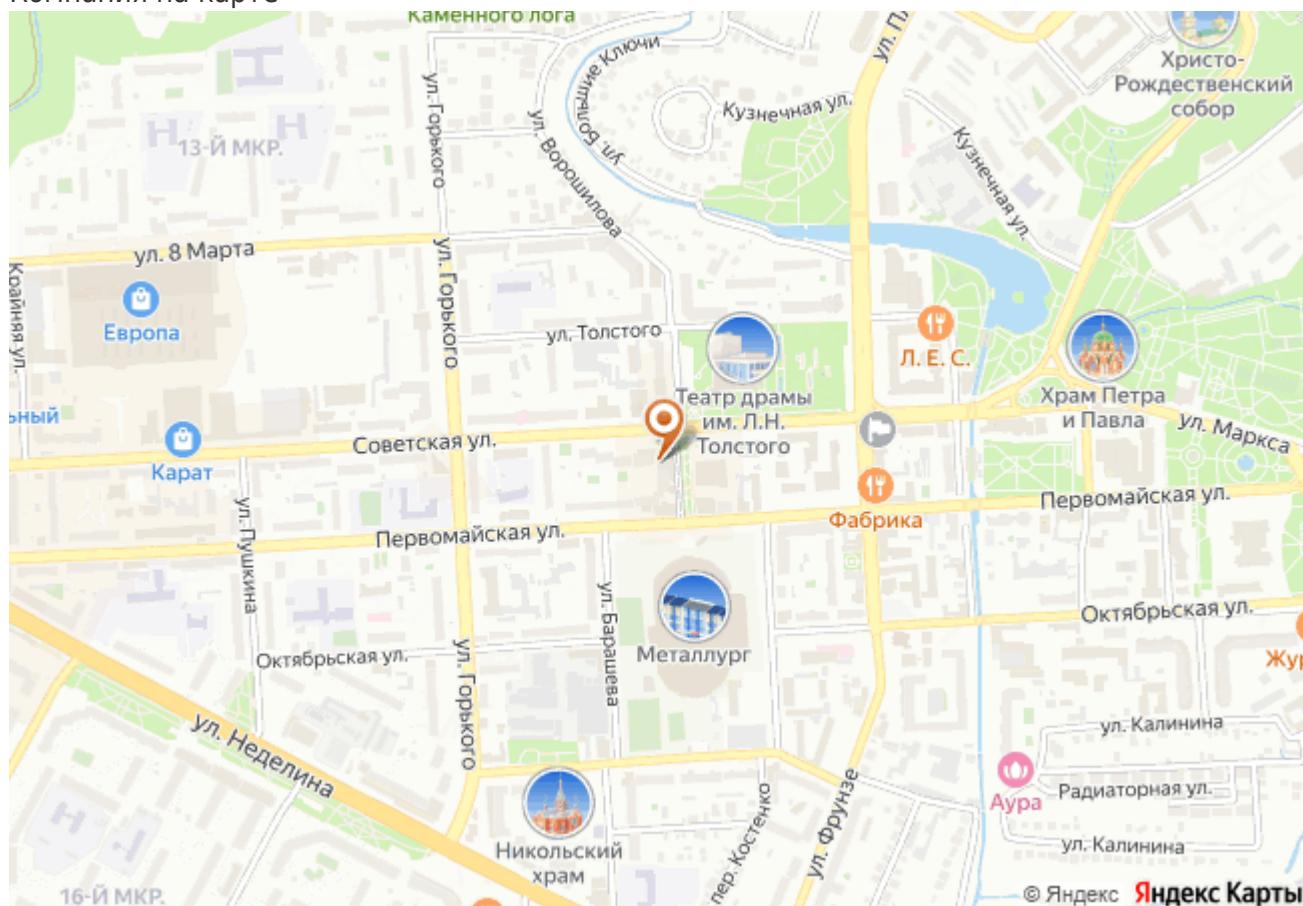 Каменного лога
ул. Большие Ключи
Христо-
Рождественский
собор
Кузнечная ул.
ул. Горького
ул. Ворошилова
Кузнечная ул.
13-Й МКР.
ул. 8 Марта
ул. Горького
Крайняя ул.
Европа
ул. Толстого
Л. Е. С.
Театр драмы
им. Л.Н.
Толстого
Храм Петра
и Павла
ул. Маркса
ьный
Карат
Советская ул.
ул. Пушкина
Первомайская ул.
Фабрика
Первомайская ул.
Металлург
ул. Барашева
Октябрьская ул.
Октябрьская ул.
ул. Горького
ул. Неделина
ул. Калинина
Аура
Радиаторная ул.
ул. Калинина
Никольский
храм
пер. Костенко
ул. Фрунзе
16-Й МКР.
© Яндекс Яндекс Карты